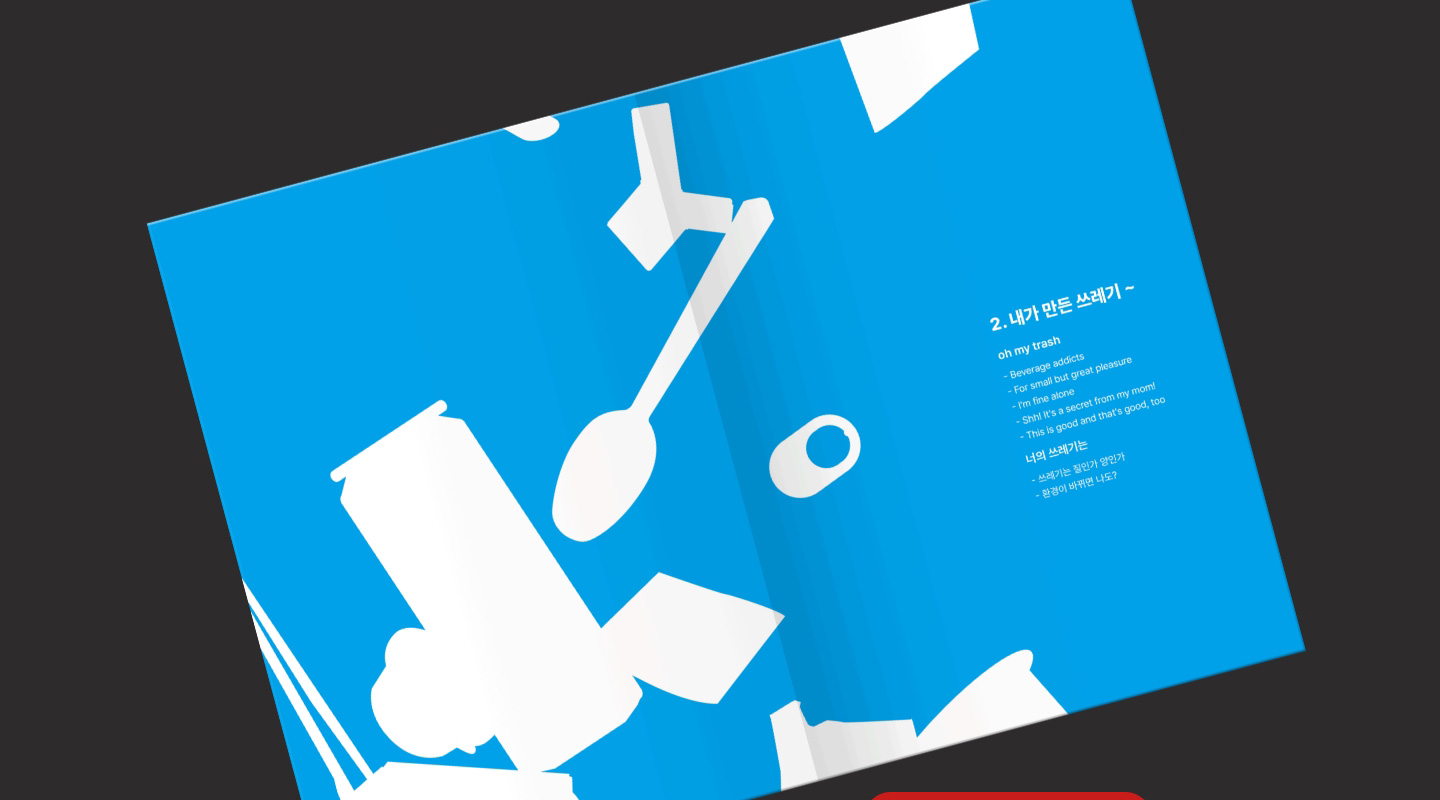 2. 내가 만든 쓰레기 ~
oh my trash
- Beverage addicts
- For small but great pleasure
- I'm fine alone
- Shh! It's a secret from my mom!
- This is good and that's good, too
너의 쓰레기는
- 쓰레기는 질인가 양인가
- 환경이 바뀌면 나도?